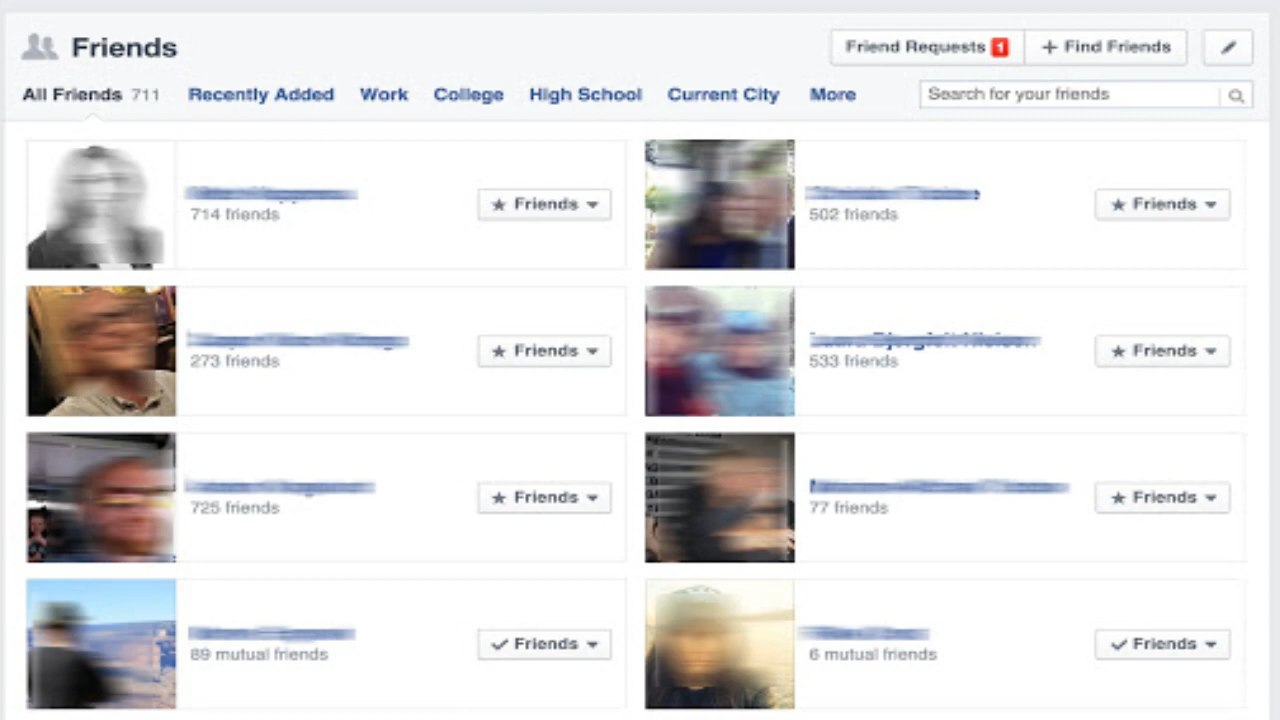 Friends
Friend Requests 1
+ Find Friends
All Friends 711 Recently Added Work College High School Current City More
Search for your friends
714 friends
Friends
502 friends
Friends
273 friends
Friends
533 friends
Friends
725 friends
Friends
77 friends
Friends
89 mutual friends
Friends
6 mutual friends
Friends